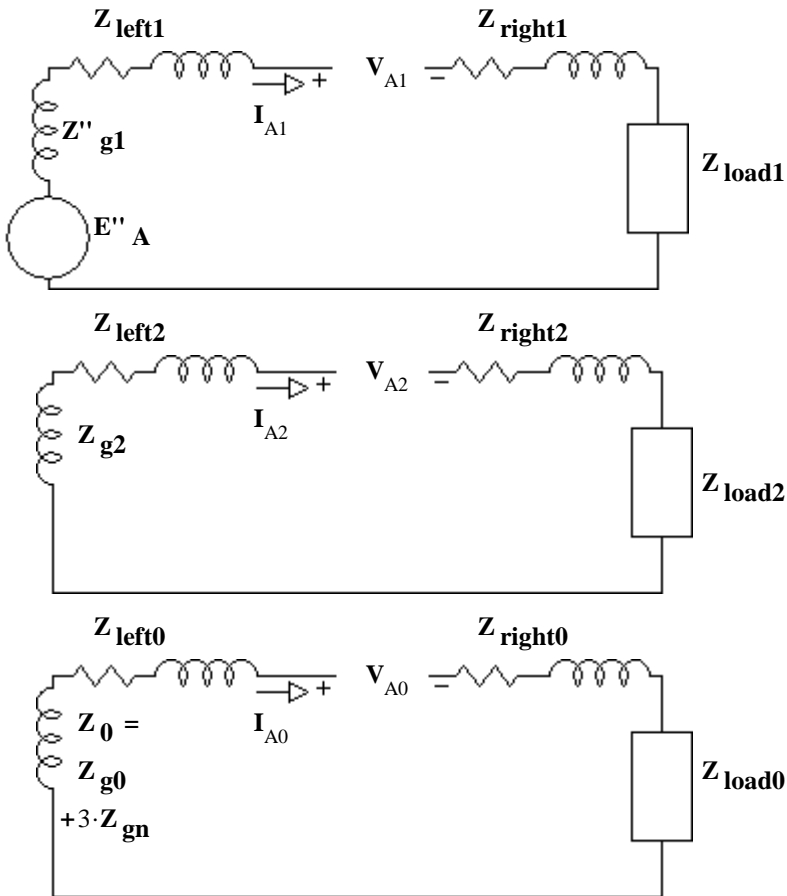 Z left1 Z right1
V A1
+ −
I A1
Z" g1
Z load1
E" A
Z left2 Z right2
V A2
+ −
I A2
Z g2
Z load2
Z left0 Z right0
V A0
+ −
I A0
Z 0 =
Z g0
Z load0
+3·Z gn